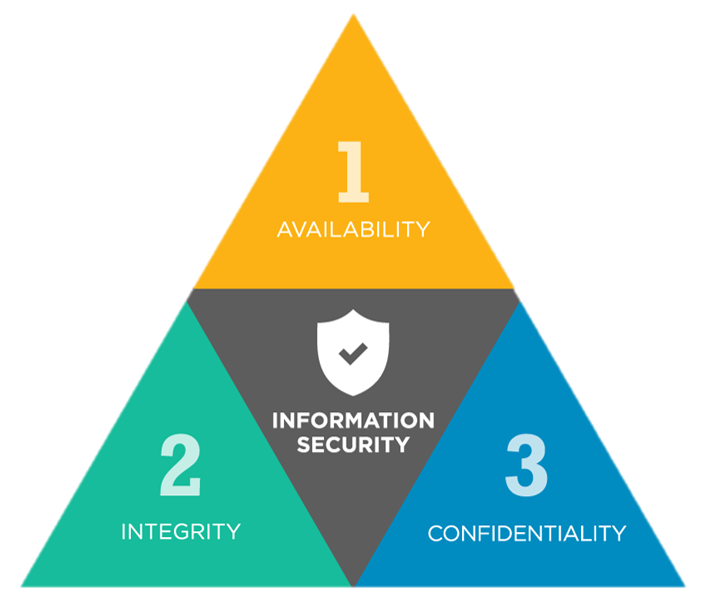 1
AVAILABILITY
INFORMATION
SECURITY
2
INTEGRITY
3
CONFIDENTIALITY